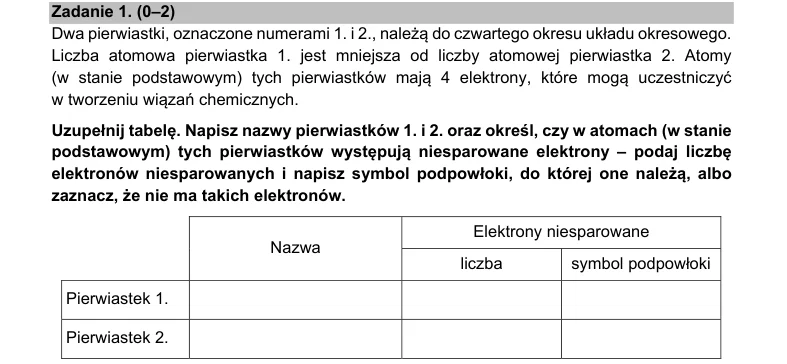 Zadanie 1. (0–2)
Dwa pierwiastki, oznaczone numerami 1. i 2., należą do czwartego okresu układu okresowego.
Liczba atomowa pierwiastka 1. jest mniejsza od liczby atomowej pierwiastka 2. Atomy
(w stanie podstawowym) tych pierwiastków mają 4 elektrony, które mogą uczestniczyć
w tworzeniu wiązań chemicznych.
Uzupełnij tabelę. Napisz nazwy pierwiastków 1. i 2. oraz określ, czy w atomach (w stanie
podstawowym) tych pierwiastków występują niesparowane elektrony – podaj liczbę
elektronów niesparowanych i napisz symbol podpowłoki, do której one należą, albo
zaznacz, że nie ma takich elektronów.
Nazwa
Elektrony niesparowane
liczba
symbol podpowłoki
Pierwiastek 1.
Pierwiastek 2.